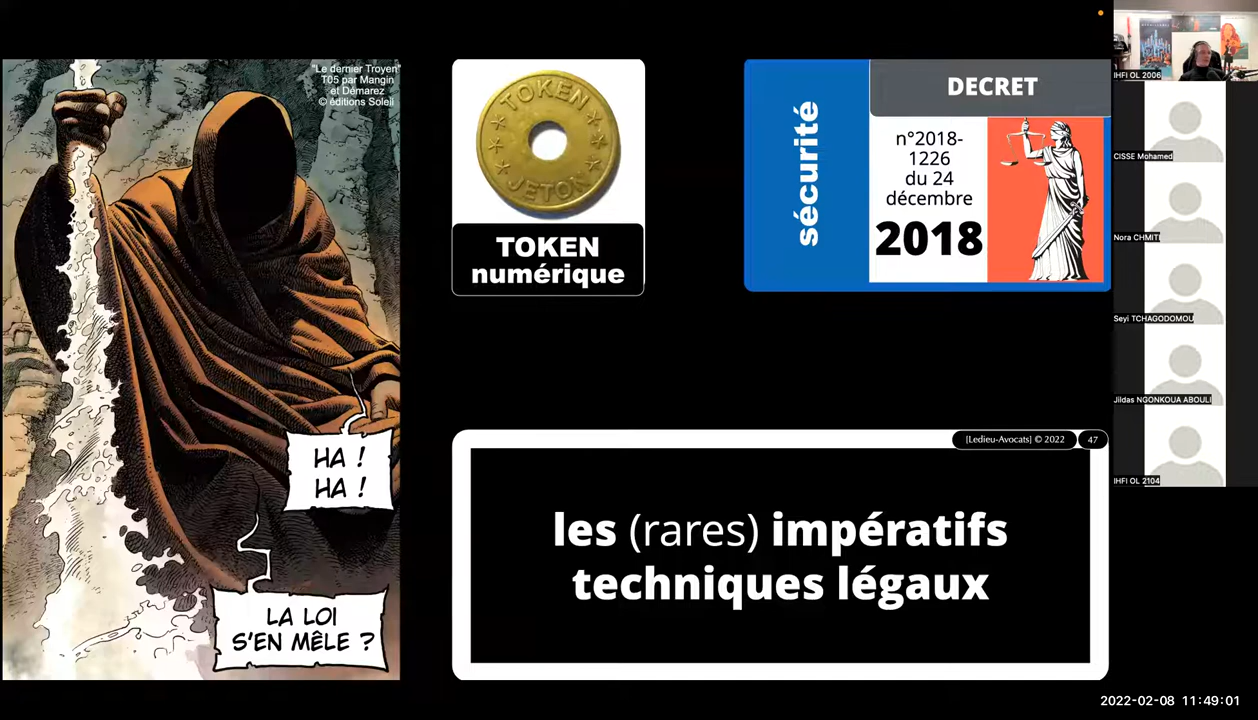 "Le dernier Troyen"
T05 par Mangin
et Démarez
© éditions Soleil
HA !
HA !
LA LOI
S'EN MÊLE ?
TOKEN
JETON
TOKEN
numérique
sécurité
DECRET
n°2018-
1226
du 24
décembre
2018
[Ledieu-Avocats] © 2022
47
les (rares) impératifs
techniques légaux
IHFI OL 2006
CISSE Mohamed
Nora CHMITI
Seyi TCHAGODOMOU
Jildas NGONKOUA ABOULI
IHFI OL 2104
2022-02-08 11:49:01